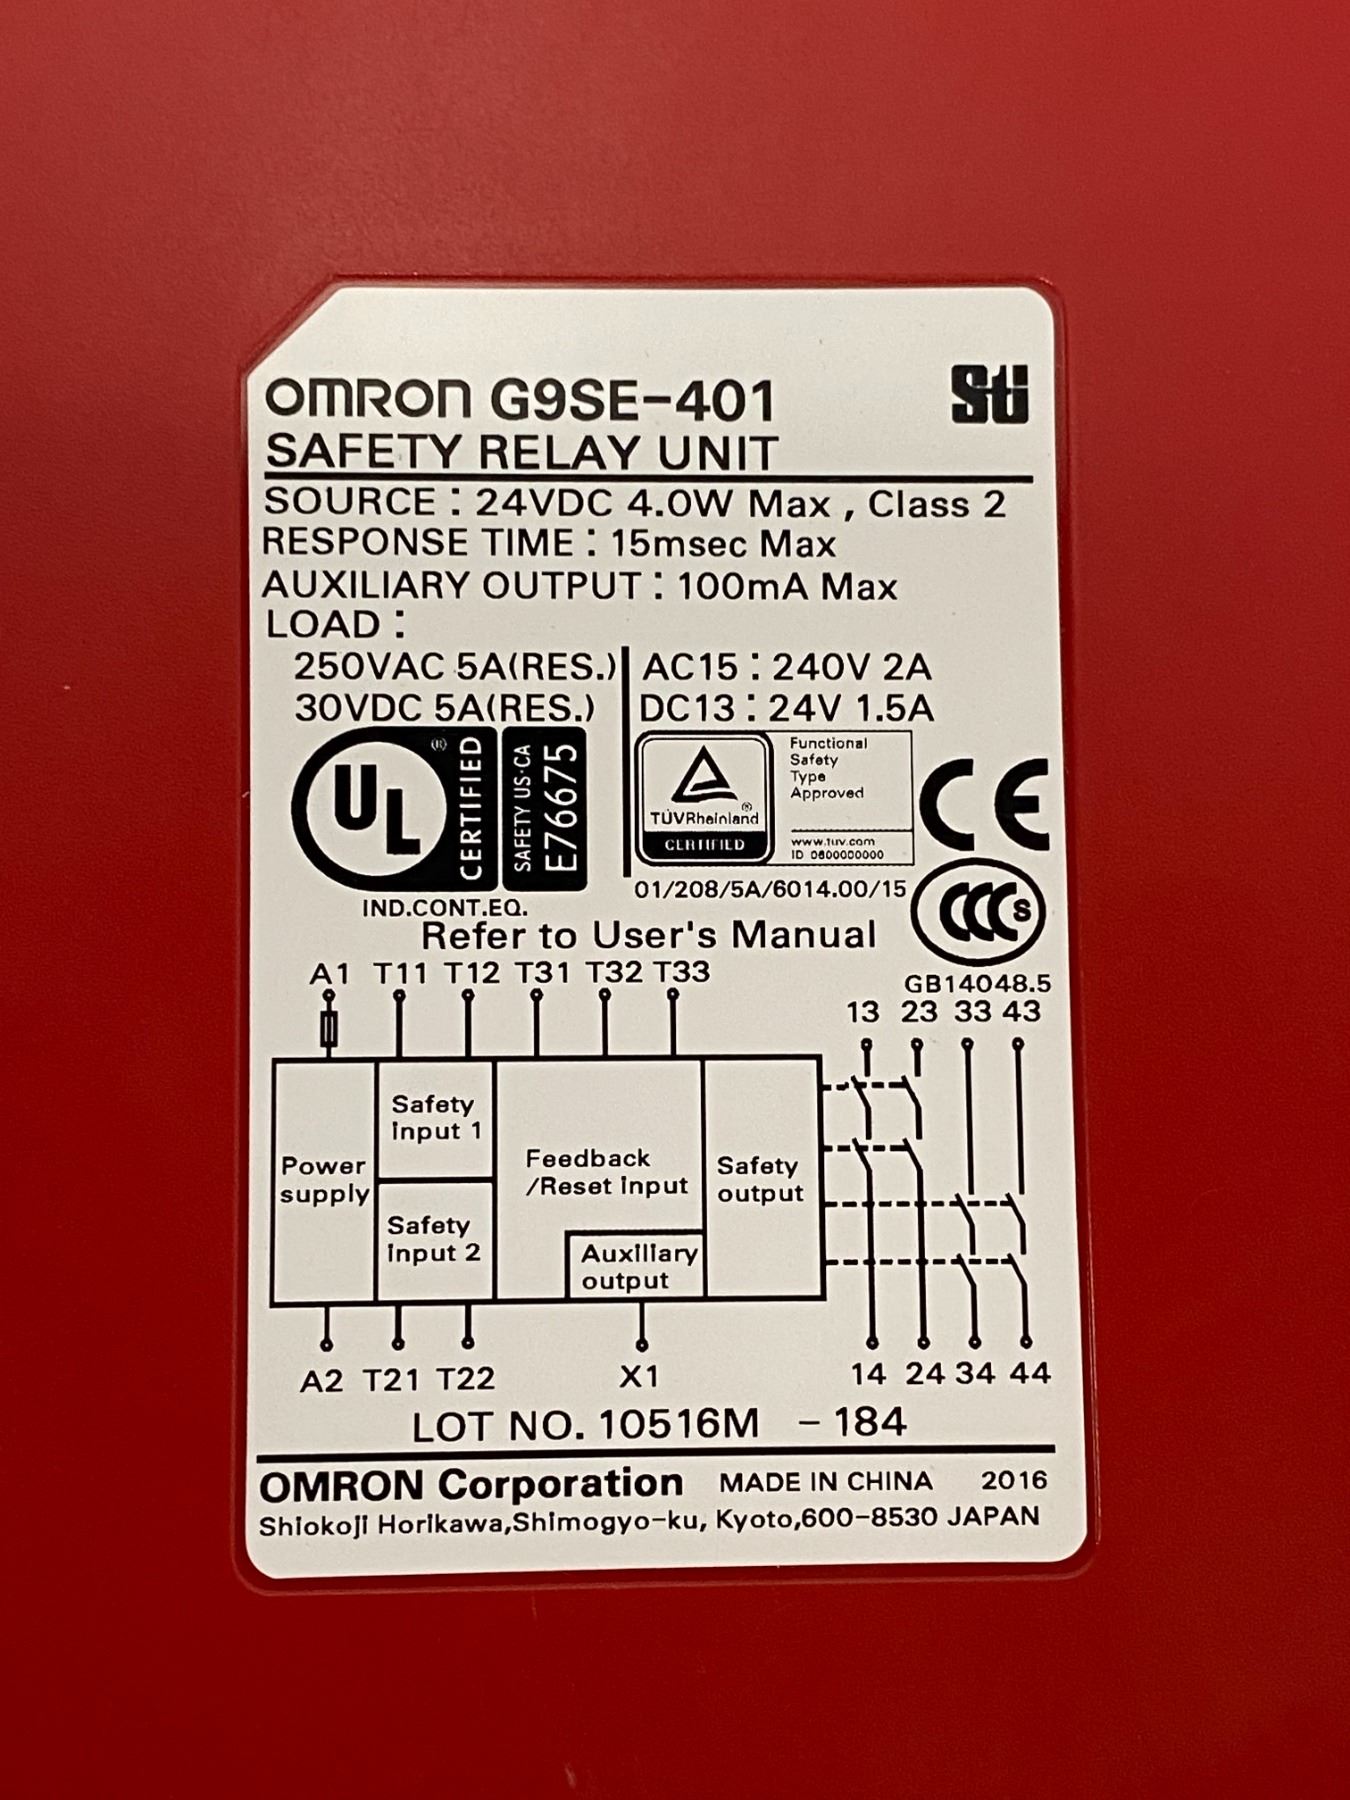 OMRON G9SE-401 Sti
SAFETY RELAY UNIT
SOURCE : 24VDC 4.0W Max , Class 2
RESPONSE TIME : 15msec Max
AUXILIARY OUTPUT : 100mA Max
LOAD :
250VAC 5A(RES.)
30VDC 5A(RES.)
AC15 : 240V 2A
DC13 : 24V 1.5A
UL ®
CERTIFIED
SAFETY US·CA
E76675
IND.CONT.EQ.
TÜVRheinland ®
CERTIFIED
Functional
Safety
Type
Approved
www.tuv.com
ID 0600000000
01/208/5A/6014.00/15
CE
CCC S
GB14048.5
Refer to User's Manual
A1 T11 T12 T31 T32 T33
13 23 33 43
Power
supply
Safety
input 1
Safety
input 2
Feedback
/Reset input
Auxiliary
output
Safety
output
A2 T21 T22 X1 14 24 34 44
LOT NO. 10516M - 184
OMRON Corporation MADE IN CHINA 2016
Shiokoji Horikawa,Shimogyo-ku, Kyoto,600-8530 JAPAN